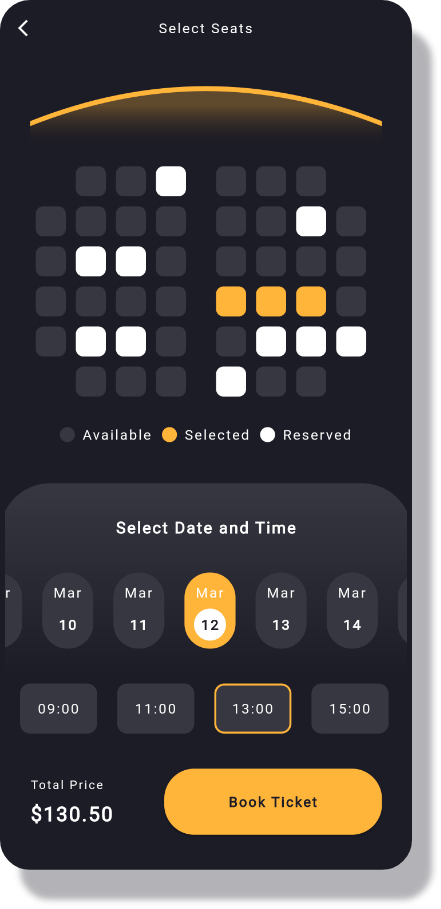 Select Seats
Available Selected Reserved
Select Date and Time
r Mar Mar Mar Mar Mar
10 11 12 13 14
09:00 11:00 13:00 15:00
Total Price
$130.50
Book Ticket